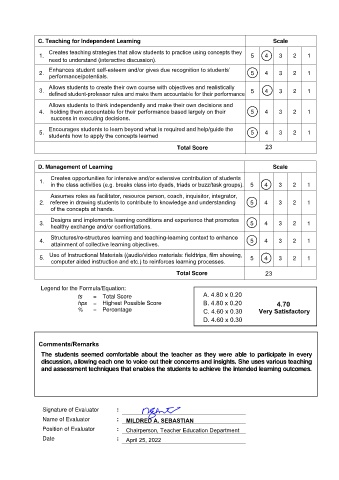 C. Teaching for Independent Learning Scale
1. Creates teaching strategies that allow students to practice using concepts they 5 4 3 2 1
need to understand (interactive discussion).
2. Enhances student self-esteem and/or gives due recognition to students' 5 4 3 2 1
performance/potentials.
3. Allows students to create their own course with objectives and realistically 5 4 3 2 1
defined student-professor rules and make them accountable for their performance
4. Allows students to think independently and make their own decisions and 5 4 3 2 1
holding them accountable for their performance based largely on their
success in executing decisions.
5. Encourages students to learn beyond what is required and help/guide the 5 4 3 2 1
students how to apply the concepts learned
Total Score 23
D. Management of Learning Scale
1. Creates opportunities for intensive and/or extensive contribution of students 5 4 3 2 1
in the class activities (e.g. breaks class into dyads, triads or buzz/task groups).
2. Assumes roles as facilitator, resource person, coach, inquisitor, integrator, 5 4 3 2 1
referee in drawing students to contribute to knowledge and understanding
of the concepts at hands.
3. Designs and implements learning conditions and experience that promotes 5 4 3 2 1
healthy exchange and/or confrontations.
4. Structures/re-structures learning and teaching-learning context to enhance 5 4 3 2 1
attainment of collective learning objectives.
5. Use of Instructional Materials (audio/video materials: fieldtrips, film showing, 5 4 3 2 1
computer aided instruction and etc.) to reinforces learning processes.
Total Score 23
Legend for the Formula/Equation:
ts = Total Score
hps = Highest Possible Score
% = Percentage
A. 4.80 x 0.20
B. 4.80 x 0.20
C. 4.60 x 0.30
D. 4.60 x 0.30
4.70
Very Satisfactory
Comments/Remarks
The students seemed comfortable about the teacher as they were able to participate in every
discussion, allowing each one to voice out their concerns and insights. She uses various teaching
and assessment techniques that enables the students to achieve the intended learning outcomes.
Signature of Evaluator :
Name of Evaluator : MILDRED A. SEBASTIAN
Position of Evaluator : Chairperson, Teacher Education Department
Date : April 25, 2022